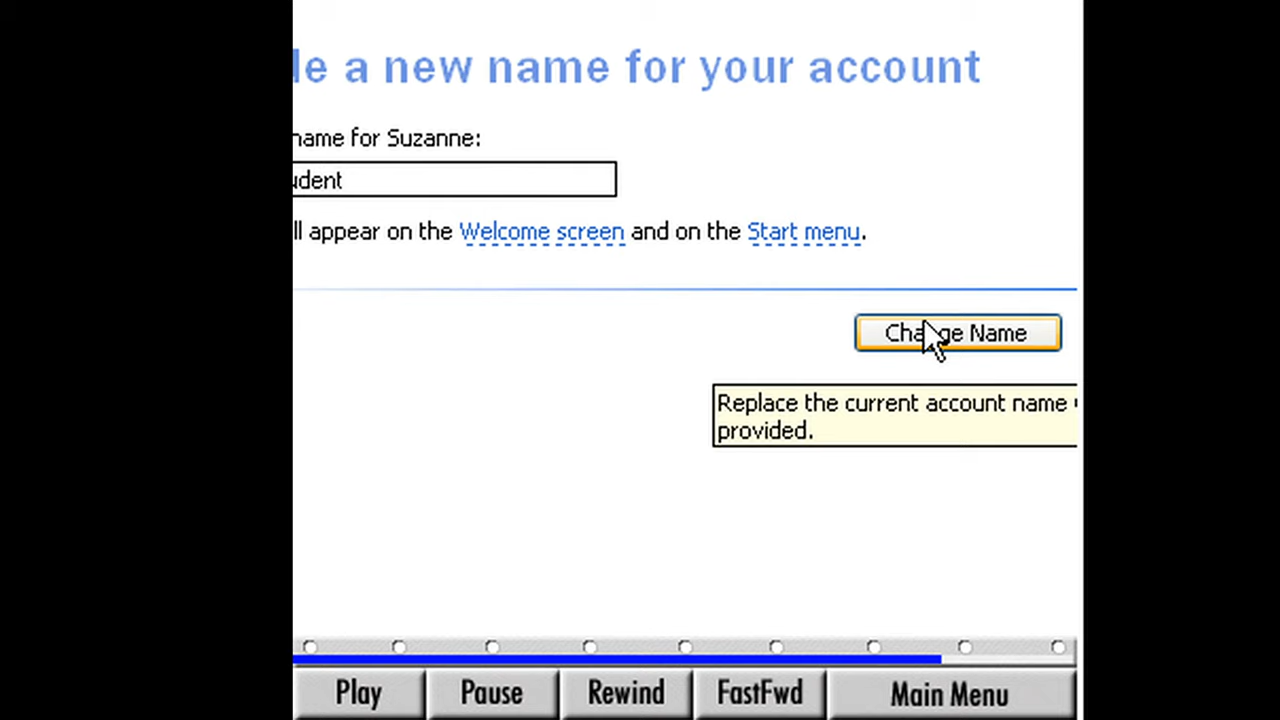 de a new name for your account
name for Suzanne:
udent
ll appear on the Welcome screen and on the Start menu.
Change Name
Replace the current account name
provided.
Play Pause Rewind FastFwd Main Menu